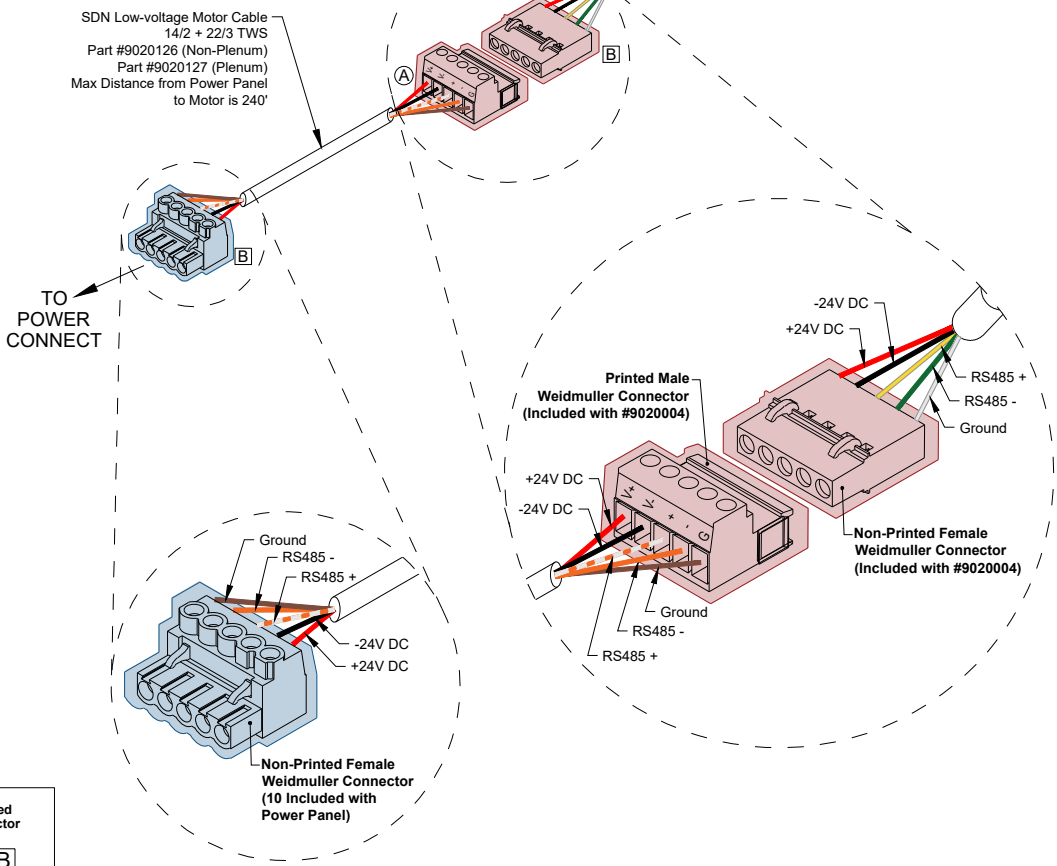 SDN Low-voltage Motor Cable
14/2 + 22/3 TWS
Part #9020126 (Non-Plenum)
Part #9020127 (Plenum)
Max Distance from Power Panel
to Motor is 240'
A
V+
V-
+
-
G
B
B
TO
POWER
CONNECT
-24V DC
+24V DC
RS485 +
RS485 -
Ground
Printed Male
Weidmuller Connector
(Included with #9020004)
+24V DC
-24V DC
V+
V-
+
-
G
Non-Printed Female
Weidmuller Connector
(Included with #9020004)
Ground
RS485 -
RS485 +
Ground
RS485 -
RS485 +
-24V DC
+24V DC
Non-Printed Female
Weidmuller Connector
(10 Included with
Power Panel)
ed
ctor
B